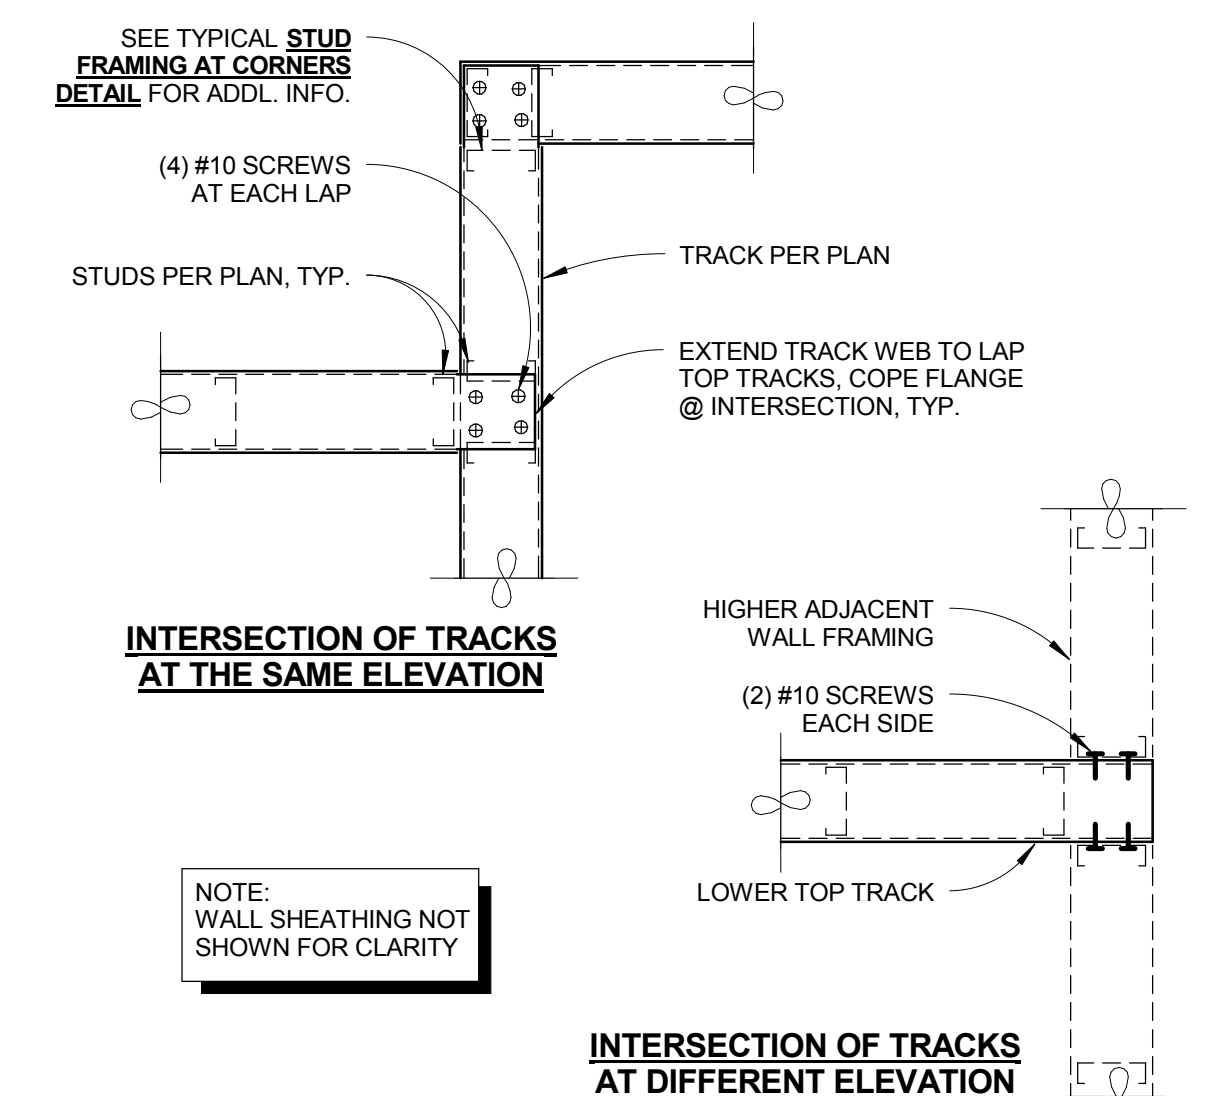 SEE TYPICAL STUD
FRAMING AT CORNERS
DETAIL FOR ADDL. INFO.
(4) #10 SCREWS
AT EACH LAP
STUDS PER PLAN, TYP.
TRACK PER PLAN
EXTEND TRACK WEB TO LAP
TOP TRACKS, COPE FLANGE
@ INTERSECTION, TYP.
INTERSECTION OF TRACKS
AT THE SAME ELEVATION
HIGHER ADJACENT
WALL FRAMING
(2) #10 SCREWS
EACH SIDE
LOWER TOP TRACK
NOTE:
WALL SHEATHING NOT
SHOWN FOR CLARITY
INTERSECTION OF TRACKS
AT DIFFERENT ELEVATION